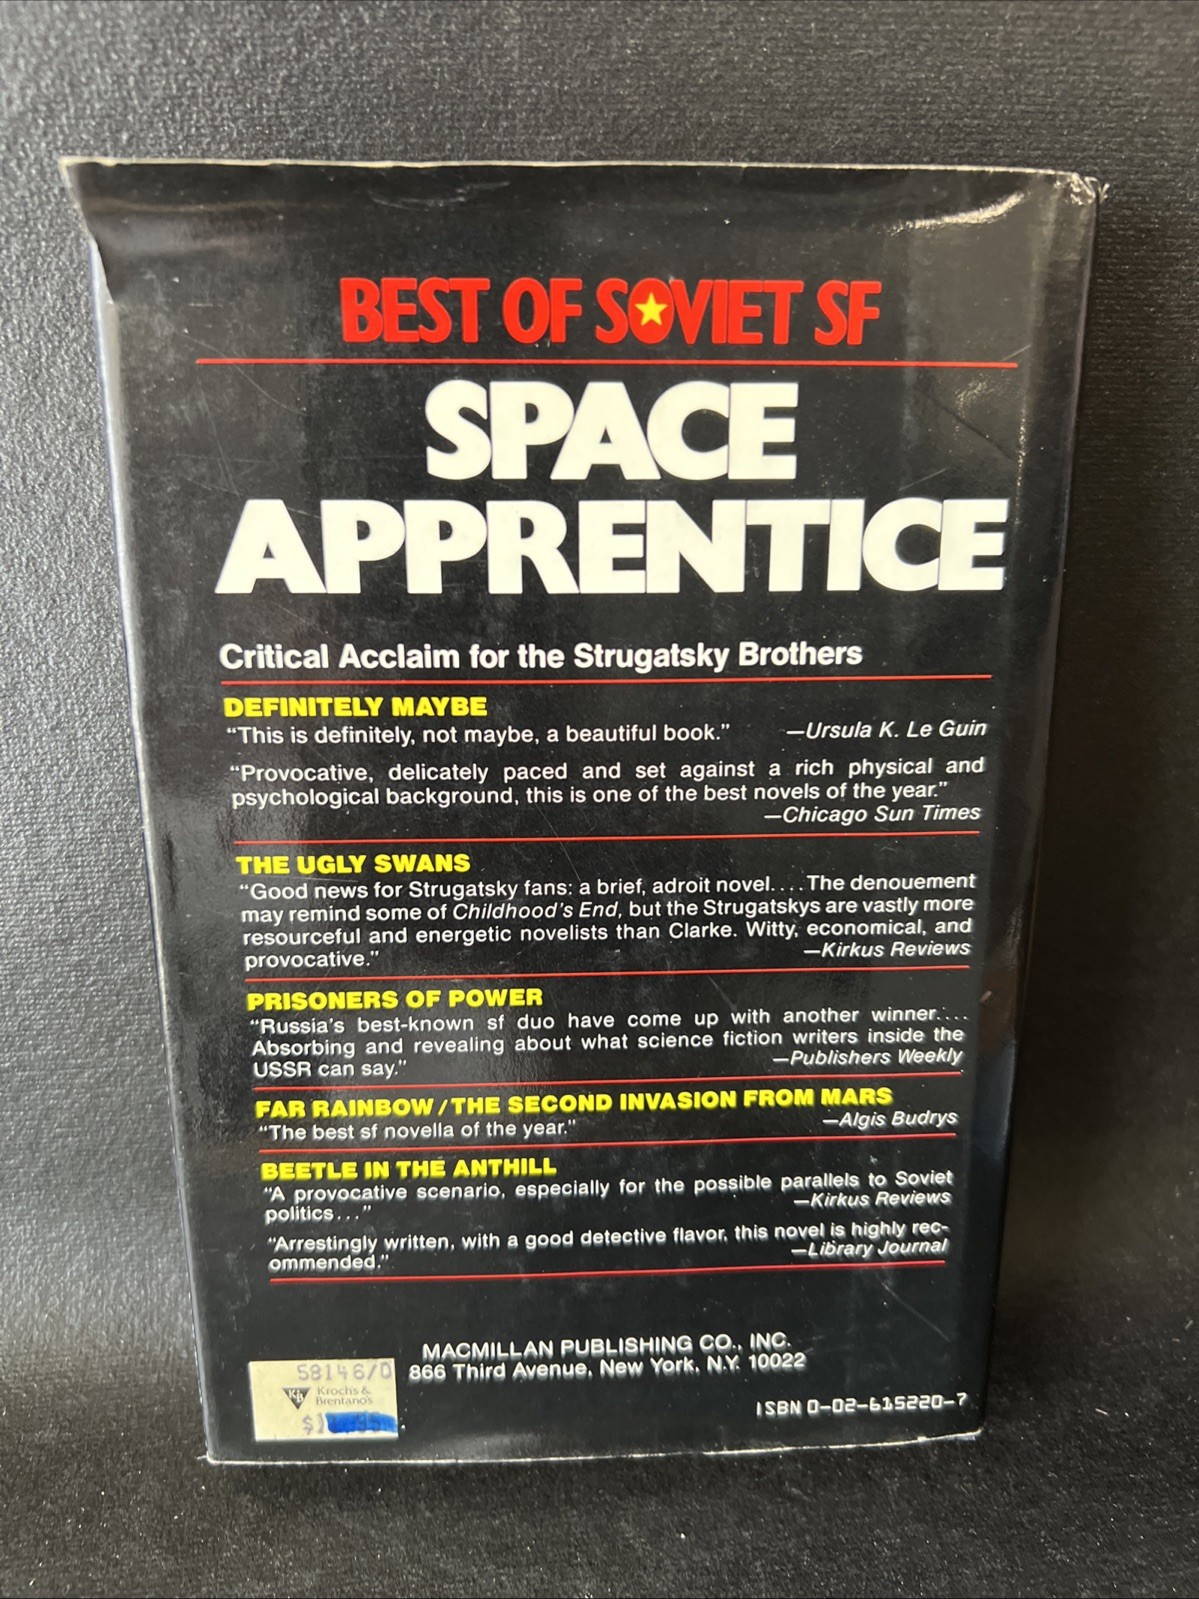 BEST OF SOVIET SF
SPACE
APPRENTICE
Critical Acclaim for the Strugatsky Brothers
DEFINITELY MAYBE
“This is definitely, not maybe, a beautiful book.” —Ursula K. Le Guin
“Provocative, delicately paced and set against a rich physical and
psychological background, this is one of the best novels of the year.”
—Chicago Sun Times
THE UGLY SWANS
“Good news for Strugatsky fans: a brief, adroit novel....The denouement
may remind some of Childhood’s End, but the Strugatskys are vastly more
resourceful and energetic novelists than Clarke. Witty, economical, and
provocative.” —Kirkus Reviews
PRISONERS OF POWER
“Russia’s best-known sf duo have come up with another winner....
Absorbing and revealing about what science fiction writers inside the
USSR can say.” —Publishers Weekly
FAR RAINBOW/THE SECOND INVASION FROM MARS
“The best sf novella of the year.” —Algis Budrys
BEETLE IN THE ANTHILL
“A provocative scenario, especially for the possible parallels to Soviet
politics...” —Kirkus Reviews
“Arrestingly written, with a good detective flavor, this novel is highly rec-
ommended.” —Library Journal
MACMILLAN PUBLISHING CO., INC.
866 Third Avenue, New York, N.Y. 10022
58146/0
KB Kroch's &
Brentano's
ISBN 0-02-615220-7